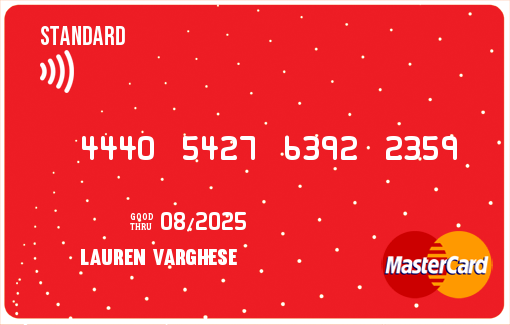 STANDARD
4440 5427 6392 2359
GOOD THRU 08/2025
LAUREN VARGHESE
MasterCard